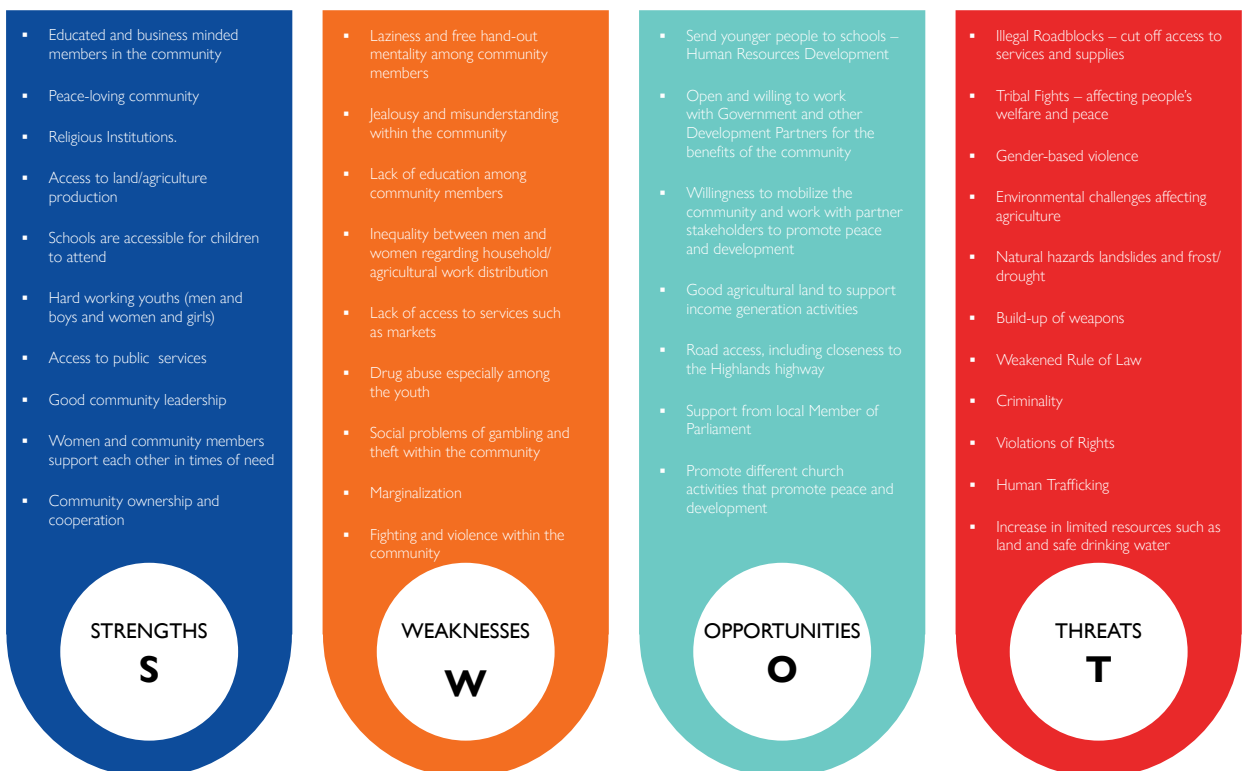 ▪ Educated and business minded
members in the community
▪ Peace-loving community
▪ Religious Institutions.
▪ Access to land/agriculture
production
▪ Schools are accessible for children
to attend
▪ Hard working youths (men and
boys and women and girls)
▪ Access to public services
▪ Good community leadership
▪ Women and community members
support each other in times of need
▪ Community ownership and
cooperation
STRENGTHS
S
▪ Laziness and free hand-out
mentality among community
members
▪ Jealousy and misunderstanding
within the community
▪ Lack of education among
community members
▪ Inequality between men and
women regarding household/
agricultural work distribution
▪ Lack of access to services such
as markets
▪ Drug abuse especially among
the youth
▪ Social problems of gambling and
theft within the community
▪ Marginalization
▪ Fighting and violence within the
community
WEAKNESSES
W
▪ Send younger people to schools –
Human Resources Development
▪ Open and willing to work
with Government and other
Development Partners for the
benefits of the community
▪ Willingness to mobilize the
community and work with partner
stakeholders to promote peace
and development
▪ Good agricultural land to support
income generation activities
▪ Road access, including closeness to
the Highlands highway
▪ Support from local Member of
Parliament
▪ Promote different church
activities that promote peace and
development
OPPORTUNITIES
O
▪ Illegal Roadblocks – cut off access to
services and supplies
▪ Tribal Fights – affecting people's
welfare and peace
▪ Gender-based violence
▪ Environmental challenges affecting
agriculture
▪ Natural hazards landslides and frost/
drought
▪ Build-up of weapons
▪ Weakened Rule of Law
▪ Criminality
▪ Violations of Rights
▪ Human Trafficking
▪ Increase in limited resources such as
land and safe drinking water
THREATS
T